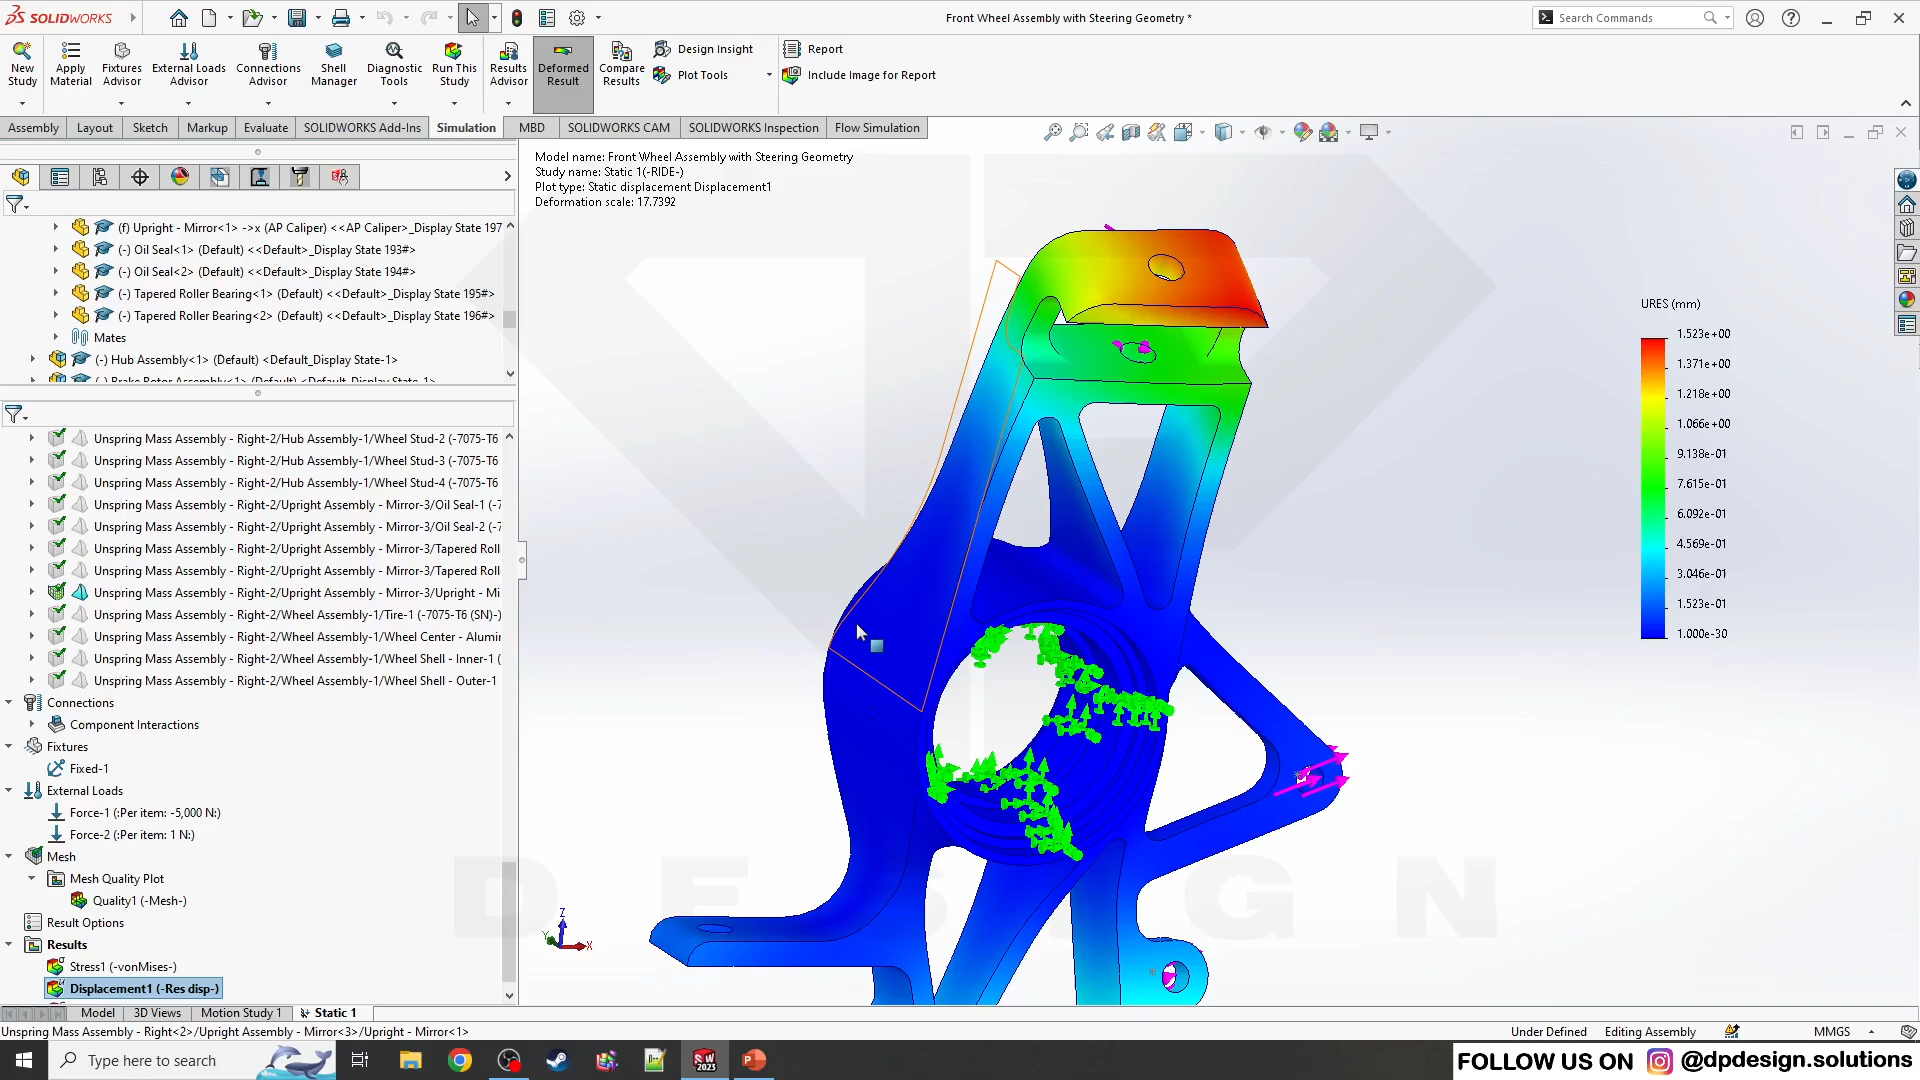 SOLIDWORKS
Front Wheel Assembly with Steering Geometry *
Search Commands
New Study
Apply Material
Fixtures Advisor
External Loads Advisor
Connections Advisor
Shell Manager
Diagnostic Tools
Run This Study
Results Advisor
Deformed Result
Compare Results
Design Insight
Plot Tools
Report
Include Image for Report
Assembly
Layout
Sketch
Markup
Evaluate
SOLIDWORKS Add-Ins
Simulation
MBD
SOLIDWORKS CAM
SOLIDWORKS Inspection
Flow Simulation
(f) Upright - Mirror<1> ->x (AP Caliper) <<AP Caliper>_Display State 197
(-) Oil Seal<1> (Default) <<Default>_Display State 193#>
(-) Oil Seal<2> (Default) <<Default>_Display State 194#>
(-) Tapered Roller Bearing<1> (Default) <<Default>_Display State 195#>
(-) Tapered Roller Bearing<2> (Default) <<Default>_Display State 196#>
Mates
(-) Hub Assembly<1> (Default) <Default_Display State-1>
(-) Brake Rotor Assembly<1> (Default) <Default_Display State-1>
Unspring Mass Assembly - Right-2/Hub Assembly-1/Wheel Stud-2 (-7075-T6
Unspring Mass Assembly - Right-2/Hub Assembly-1/Wheel Stud-3 (-7075-T6
Unspring Mass Assembly - Right-2/Hub Assembly-1/Wheel Stud-4 (-7075-T6
Unspring Mass Assembly - Right-2/Upright Assembly - Mirror-3/Oil Seal-1 (-7
Unspring Mass Assembly - Right-2/Upright Assembly - Mirror-3/Oil Seal-2 (-7
Unspring Mass Assembly - Right-2/Upright Assembly - Mirror-3/Tapered Roll
Unspring Mass Assembly - Right-2/Upright Assembly - Mirror-3/Tapered Roll
Unspring Mass Assembly - Right-2/Upright Assembly - Mirror-3/Upright - Mi
Unspring Mass Assembly - Right-2/Wheel Assembly-1/Tire-1 (-7075-T6 (SN)-)
Unspring Mass Assembly - Right-2/Wheel Assembly-1/Wheel Center - Alumir
Unspring Mass Assembly - Right-2/Wheel Assembly-1/Wheel Shell - Inner-1 (
Unspring Mass Assembly - Right-2/Wheel Assembly-1/Wheel Shell - Outer-1
Connections
Component Interactions
Fixtures
Fixed-1
External Loads
Force-1 (:Per item: -5,000 N:)
Force-2 (:Per item: 1 N:)
Mesh
Mesh Quality Plot
Quality1 (-Mesh-)
Result Options
Results
Stress1 (-vonMises-)
Displacement1 (-Res disp-)
Model name: Front Wheel Assembly with Steering Geometry
Study name: Static 1(-RIDE-)
Plot type: Static displacement Displacement1
Deformation scale: 17.7392
URES (mm)
1.523e+00
1.371e+00
1.218e+00
1.066e+00
9.138e-01
7.615e-01
6.092e-01
4.569e-01
3.046e-01
1.523e-01
1.000e-30
DESIGN
Z
Y
X
Model
3D Views
Motion Study 1
Static 1
Unspring Mass Assembly - Right<2>/Upright Assembly - Mirror<3>/Upright - Mirror<1>
Under Defined
Editing Assembly
MMGS
Type here to search
SW
2023
FOLLOW US ON @dpdesign.solutions